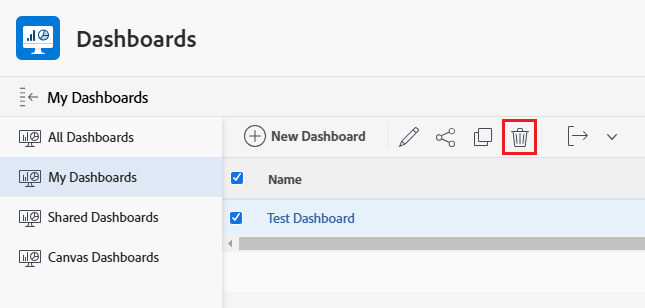 Dashboards
My Dashboards
All Dashboards
My Dashboards
Shared Dashboards
Canvas Dashboards
New Dashboard
Name
Test Dashboard